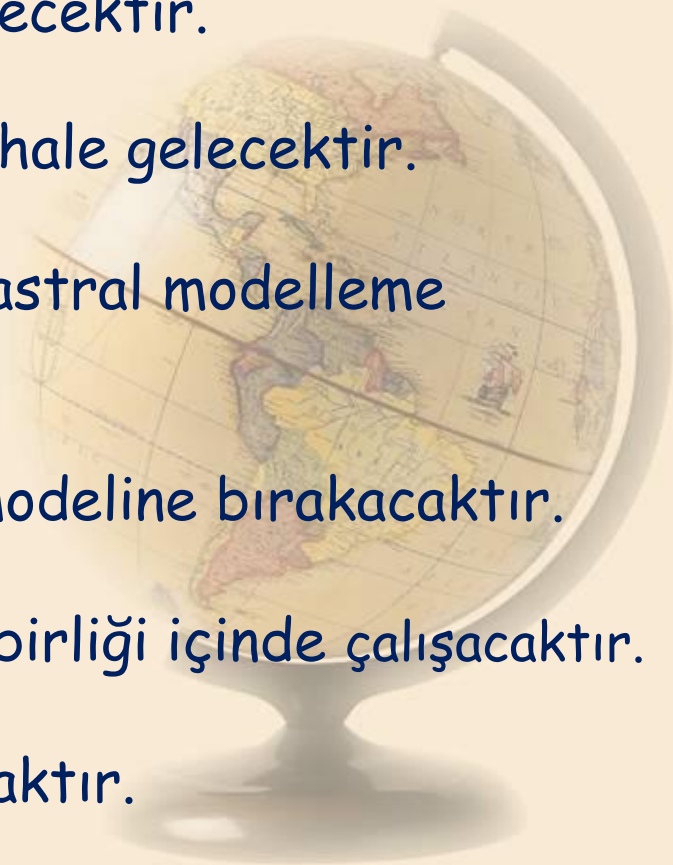 ecektir.
hale gelecektir.
astral modelleme
odeline bırakacaktır.
birliği içinde çalışacaktır.
aktır.